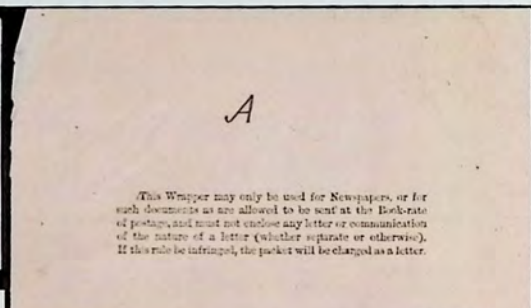 A
This Wrapper may only be used for Newspapers, or for
such documents as are allowed to be sent at the Book-rate
of postage, and must not enclose any letter or communication
of the nature of a letter (whether separate or otherwise).
If this rule be infringed, the packet will be charged as a letter.